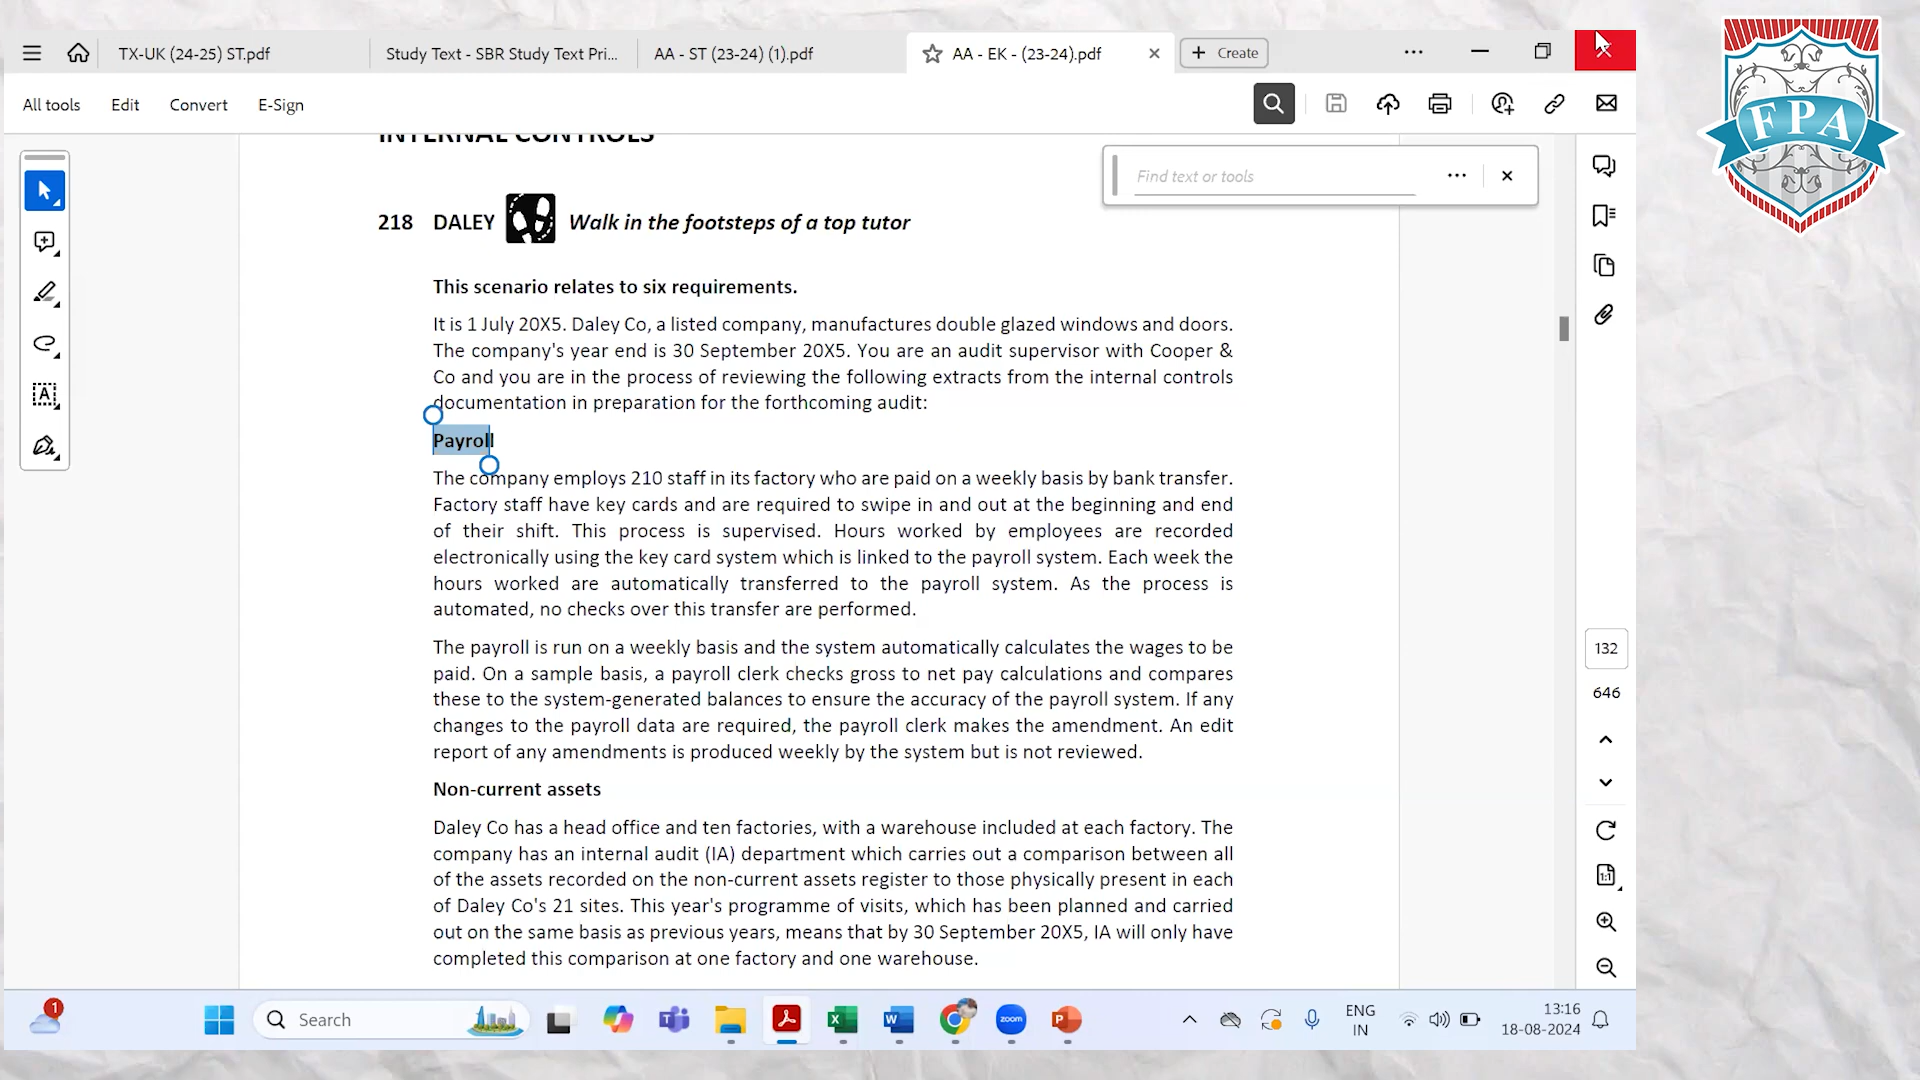 TX-UK (24-25) ST.pdf
Study Text - SBR Study Text Pri...
AA - ST (23-24) (1).pdf
AA - EK - (23-24).pdf
Create
All tools
Edit
Convert
E-Sign
FPA
INTERNAL CONTROLS
Find text or tools
218 DALEY Walk in the footsteps of a top tutor
This scenario relates to six requirements.
It is 1 July 20X5. Daley Co, a listed company, manufactures double glazed windows and doors.
The company's year end is 30 September 20X5. You are an audit supervisor with Cooper &
Co and you are in the process of reviewing the following extracts from the internal controls
documentation in preparation for the forthcoming audit:
Payroll
The company employs 210 staff in its factory who are paid on a weekly basis by bank transfer.
Factory staff have key cards and are required to swipe in and out at the beginning and end
of their shift. This process is supervised. Hours worked by employees are recorded
electronically using the key card system which is linked to the payroll system. Each week the
hours worked are automatically transferred to the payroll system. As the process is
automated, no checks over this transfer are performed.
The payroll is run on a weekly basis and the system automatically calculates the wages to be
paid. On a sample basis, a payroll clerk checks gross to net pay calculations and compares
these to the system-generated balances to ensure the accuracy of the payroll system. If any
changes to the payroll data are required, the payroll clerk makes the amendment. An edit
report of any amendments is produced weekly by the system but is not reviewed.
Non-current assets
Daley Co has a head office and ten factories, with a warehouse included at each factory. The
company has an internal audit (IA) department which carries out a comparison between all
of the assets recorded on the non-current assets register to those physically present in each
of Daley Co's 21 sites. This year's programme of visits, which has been planned and carried
out on the same basis as previous years, means that by 30 September 20X5, IA will only have
completed this comparison at one factory and one warehouse.
132
646
1:1
1
Search
zoom
ENG
IN
13:16
18-08-2024